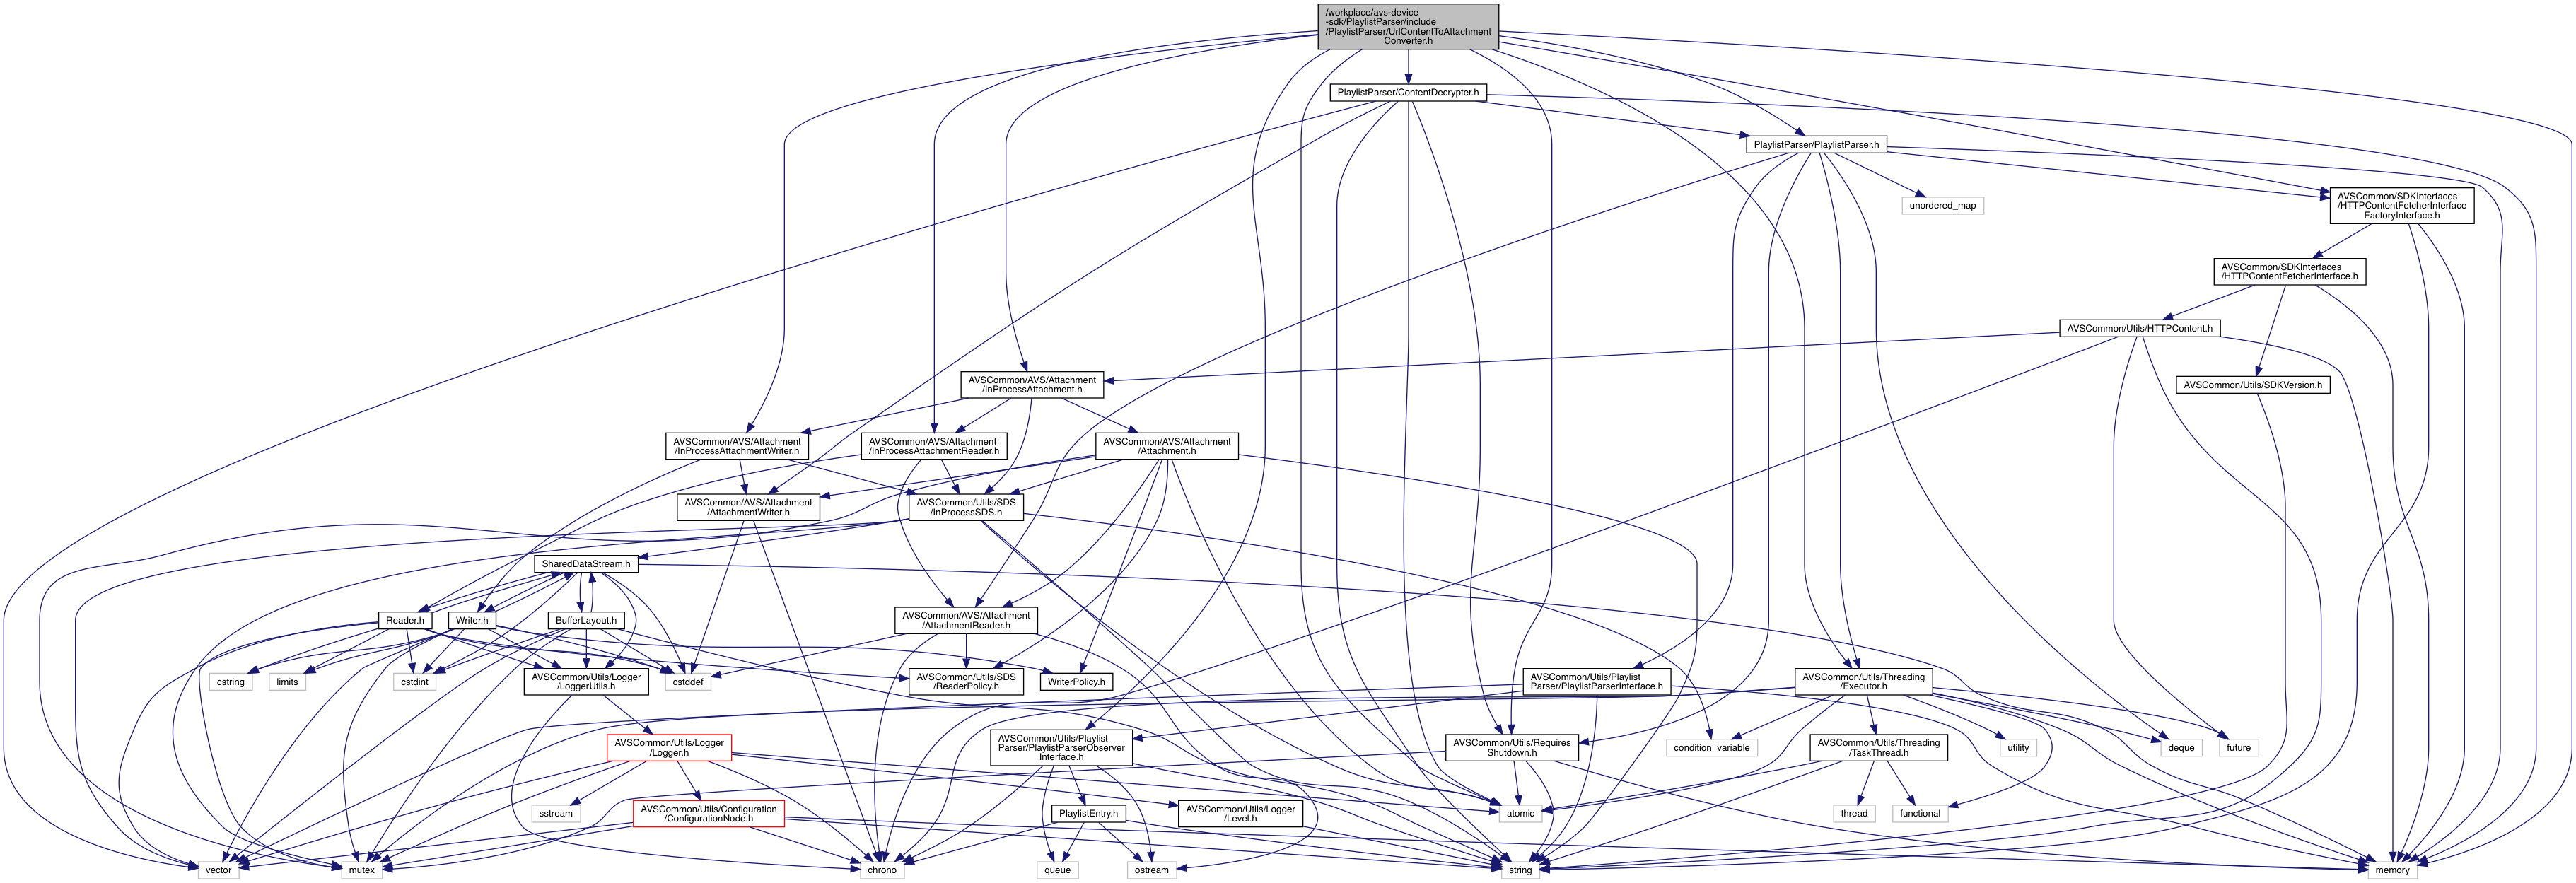 /workplace/avs-device
-sdk/PlaylistParser/include
/PlaylistParser/UrlContentToAttachment
Converter.h
PlaylistParser/ContentDecrypter.h
PlaylistParser/PlaylistParser.h
unordered_map
AVSCommon/SDKInterfaces
/HTTPContentFetcherInterface
FactoryInterface.h
AVSCommon/SDKInterfaces
/HTTPContentFetcherInterface.h
AVSCommon/Utils/HTTPContent.h
AVSCommon/AVS/Attachment
/InProcessAttachment.h
AVSCommon/Utils/SDKVersion.h
AVSCommon/AVS/Attachment
/InProcessAttachmentWriter.h
AVSCommon/AVS/Attachment
/InProcessAttachmentReader.h
AVSCommon/AVS/Attachment
/Attachment.h
AVSCommon/AVS/Attachment
/AttachmentWriter.h
AVSCommon/Utils/SDS
/InProcessSDS.h
SharedDataStream.h
Reader.h
Writer.h
BufferLayout.h
AVSCommon/AVS/Attachment
/AttachmentReader.h
cstring
limits
cstdint
AVSCommon/Utils/Logger
/LoggerUtils.h
cstddef
AVSCommon/Utils/SDS
/ReaderPolicy.h
WriterPolicy.h
AVSCommon/Utils/Playlist
Parser/PlaylistParserInterface.h
AVSCommon/Utils/Threading
/Executor.h
AVSCommon/Utils/Logger
/Logger.h
AVSCommon/Utils/Playlist
Parser/PlaylistParserObserver
Interface.h
AVSCommon/Utils/Requires
Shutdown.h
condition_variable
AVSCommon/Utils/Threading
/TaskThread.h
utility
deque
future
sstream
AVSCommon/Utils/Configuration
/ConfigurationNode.h
PlaylistEntry.h
AVSCommon/Utils/Logger
/Level.h
atomic
thread
functional
vector
mutex
chrono
queue
ostream
string
memory